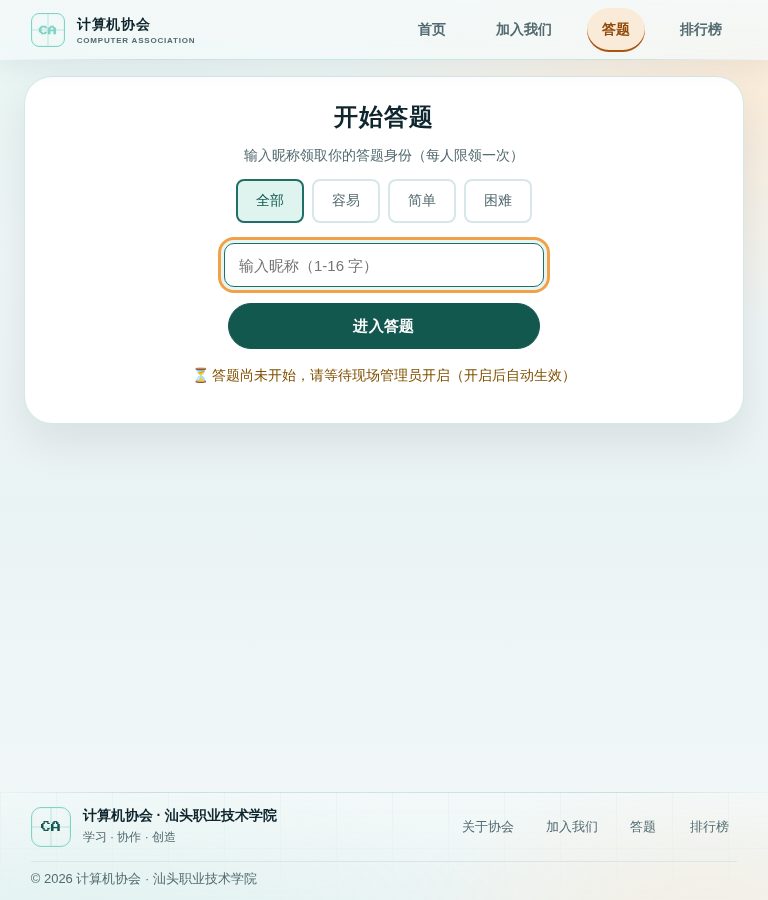 CA
计算机协会
COMPUTER ASSOCIATION
首页
加入我们
答题
排行榜
开始答题
输入昵称领取你的答题身份（每人限领一次）
全部
容易
简单
困难
输入昵称（1-16 字）
进入答题
⏳ 答题尚未开始，请等待现场管理员开启（开启后自动生效）
CA
计算机协会 · 汕头职业技术学院
学习 · 协作 · 创造
关于协会
加入我们
答题
排行榜
© 2026 计算机协会 · 汕头职业技术学院